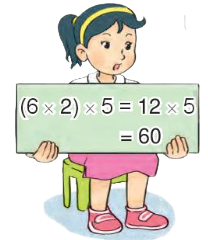 (6 × 2) × 5 = 12 × 5
= 60